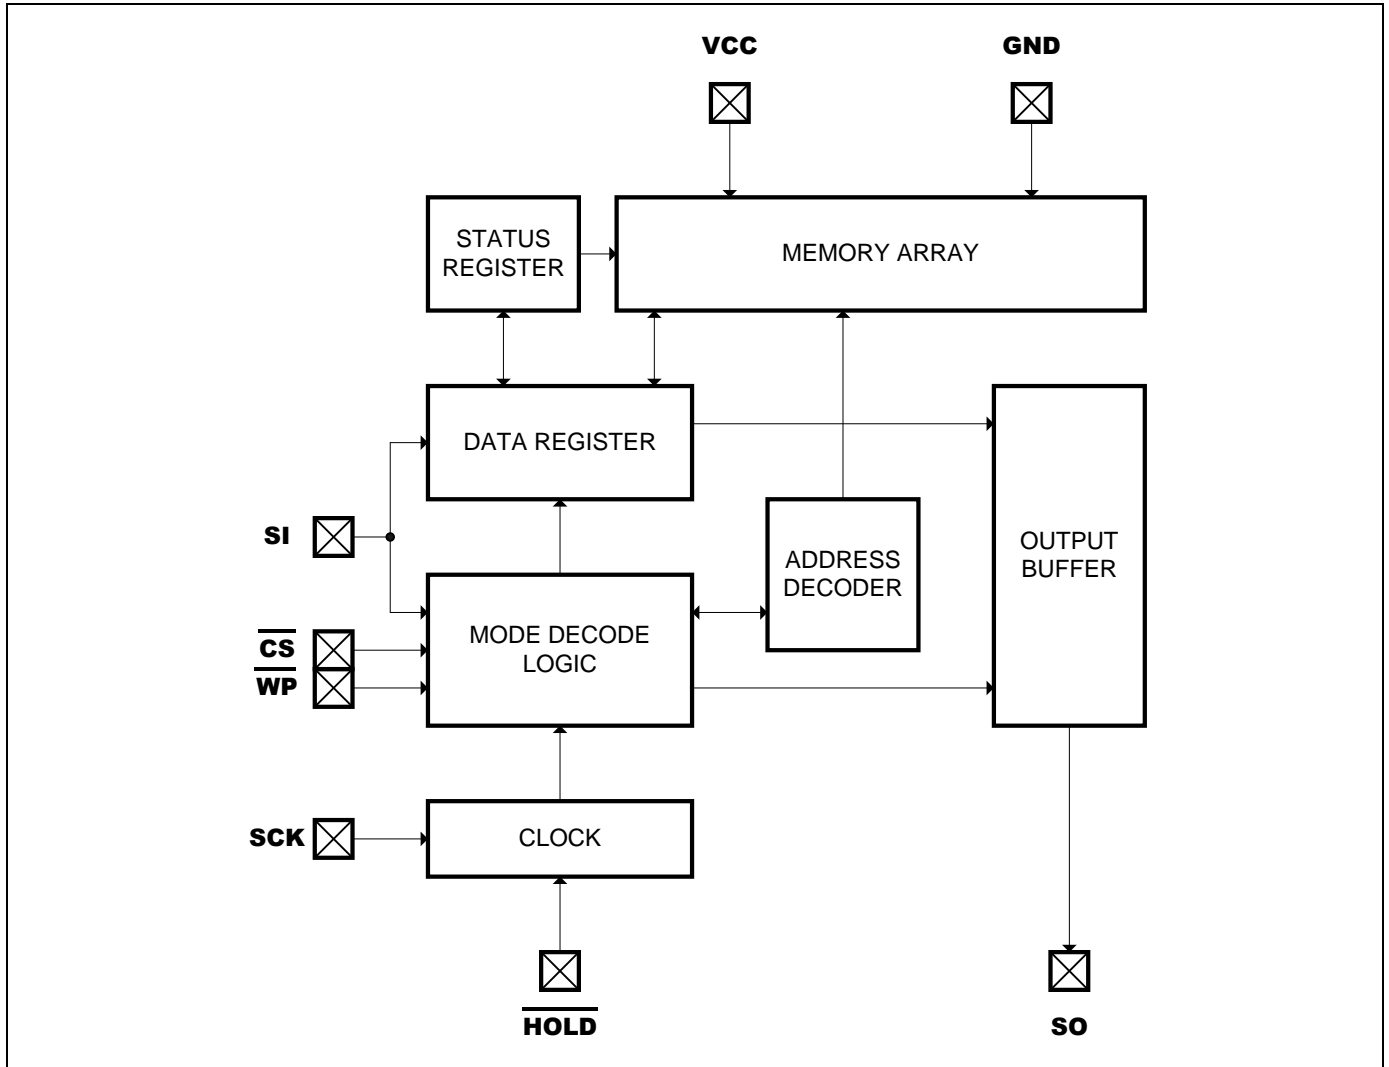 VCC
GND
STATUS
REGISTER
MEMORY ARRAY
DATA REGISTER
SI
ADDRESS
DECODER
OUTPUT
BUFFER
CS
WP
MODE DECODE
LOGIC
SCK
CLOCK
HOLD
SO